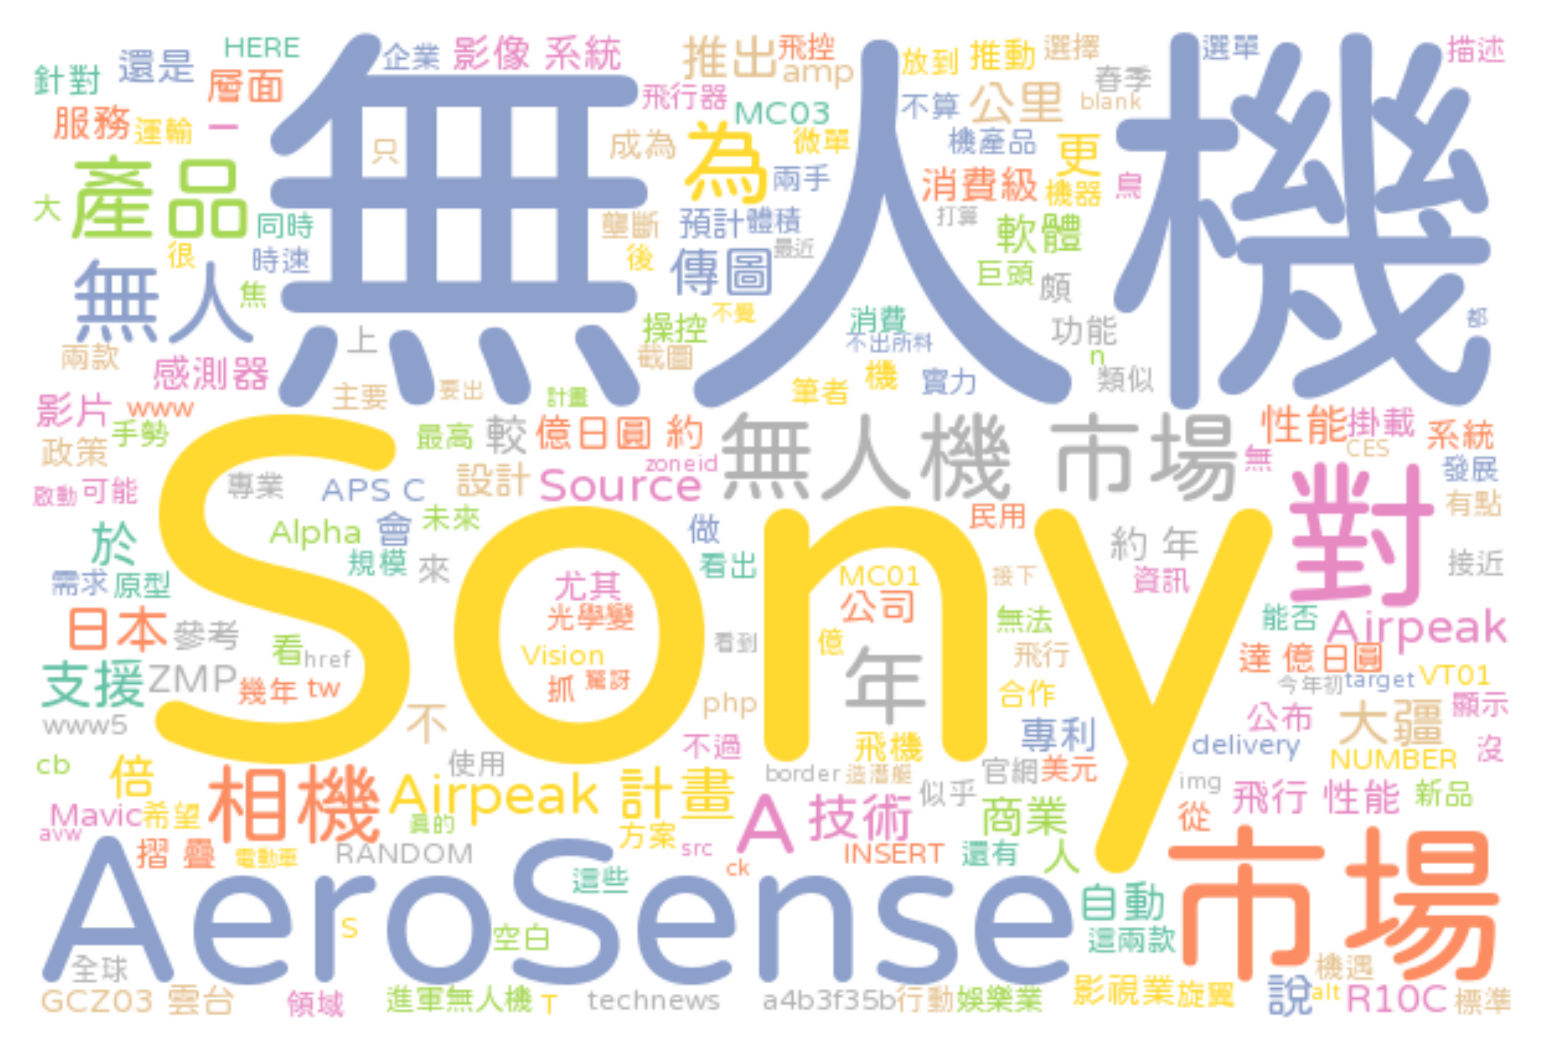 HERE
企業
影像 系統
推出
飛控
放到
推動
選擇
選單
描述
針對
還是
層面
amp
春季
飛行器
MC03
不算
公里
blank
服務
運輸
一
無人機
只
成為
為
微單
機產品
更
大
產品
兩手
消費級
機器
鳥
同時
壟斷
預計
體積
打算
軟體
很
時速
後
傳圖
最近
巨頭
頗
無人
焦
不覺
操控
消費
功能
都
兩款
上
截圖
不出所料
n
感測器
主要
要出
計畫
筆者
機
實力
類似
影片
www
手勢
最高
較
億日圓 約
無人機 市場
性能
掛載
系統
CES
政策
zoneid
無
發展
啟動
可能
專業
APS C
設計
Source
對
有點
於
Alpha
會
未來
做
民用
約 年
接近
需求
原型
規模
來
看出
尤其
MC01
接下
資訊
Sony
日本
參考
光學變
公司
無法
能否
Airpeak
看
href
Vision
看到
億
飛行
達 億日圓
支援
ZMP
幾年
tw
抓
驚訝
年
合作
今年初
target
VT01
www5
不
php
專利
公布
大疆
顯示
cb
倍
使用
不過
飛機
delivery
NUMBER
沒
border
造潛艇
官網
美元
img
Mavic
希望
相機
Airpeak 計畫
似乎
商業
飛行 性能
新品
avw
真的
方案
A 技術
從
摺 疊
電動車
RANDOM
src
INSERT
還有
人
市場
ck
這些
AeroSense
自動
S
空白
這兩款
全球
機遇
GCZ03 雲台
領域
進軍無人機
T
technews
a4b3f35b
行動
娛樂業
影視業
旋翼
說
alt
R10C
標準